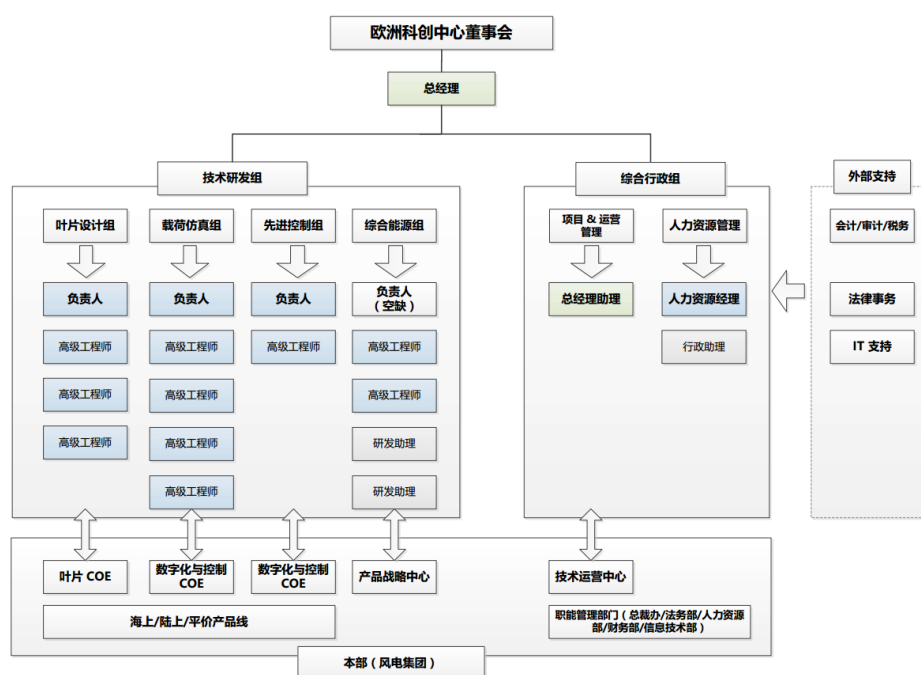 欧洲科创中心董事会
总经理
技术研发组
综合行政组
外部支持
叶片设计组
载荷仿真组
先进控制组
综合能源组
项目 & 运营
管理
人力资源管理
会计/审计/税务
负责人
负责人
负责人
负责人
（空缺）
总经理助理
人力资源经理
法律事务
高级工程师
高级工程师
高级工程师
高级工程师
行政助理
IT 支持
高级工程师
高级工程师
高级工程师
高级工程师
高级工程师
研发助理
高级工程师
研发助理
叶片 COE
数字化与控制
COE
数字化与控制
COE
产品战略中心
技术运营中心
海上/陆上/平价产品线
职能管理部门（总裁办/法务部/人力资源
部/财务部/信息技术部）
本部（风电集团）